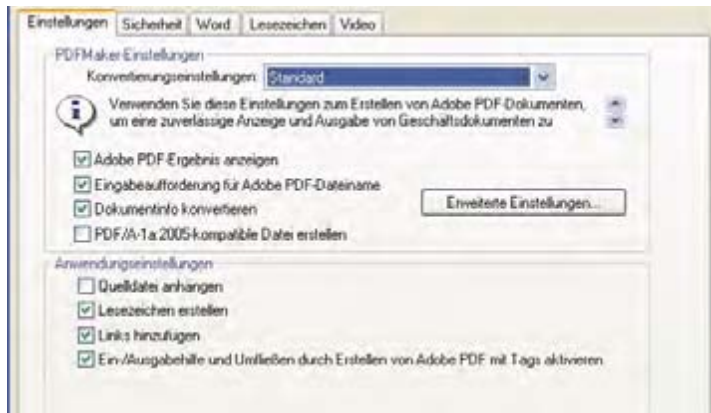 Einstellungen Sicherheit Word Lesezeichen Video
PDFMaker-Einstellungen
Konvertierungseinstellungen: Standard
Verwenden Sie diese Einstellungen zum Erstellen von Adobe PDF-Dokumenten,
um eine zuverlässige Anzeige und Ausgabe von Geschäftsdokumenten zu
Adobe PDF-Ergebnis anzeigen
Eingabeaufforderung für Adobe PDF-Dateiname
Dokumentinfo konvertieren
Erweiterte Einstellungen...
PDF/A-1a:2005-kompatible Datei erstellen
Anwendungseinstellungen
Quelldatei anhängen
Lesezeichen erstellen
Links hinzufügen
Ein-/Ausgabehilfe und Umfließen durch Erstellen von Adobe PDF mit Tags aktivieren